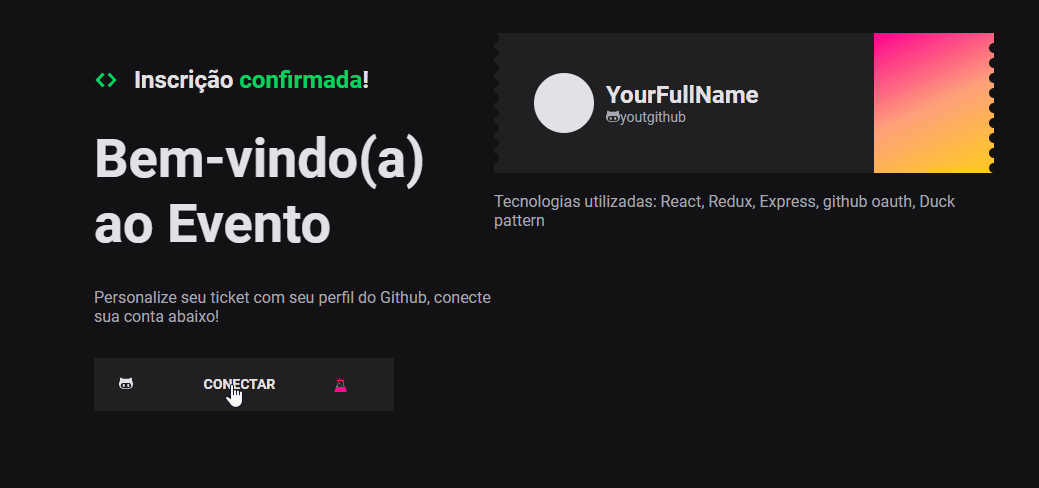 Inscrição confirmada!
Bem-vindo(a)
ao Evento
Personalize seu ticket com seu perfil do Github, conecte
sua conta abaixo!
CONECTAR
YourFullName
youtgithub
Tecnologias utilizadas: React, Redux, Express, github oauth, Duck
pattern